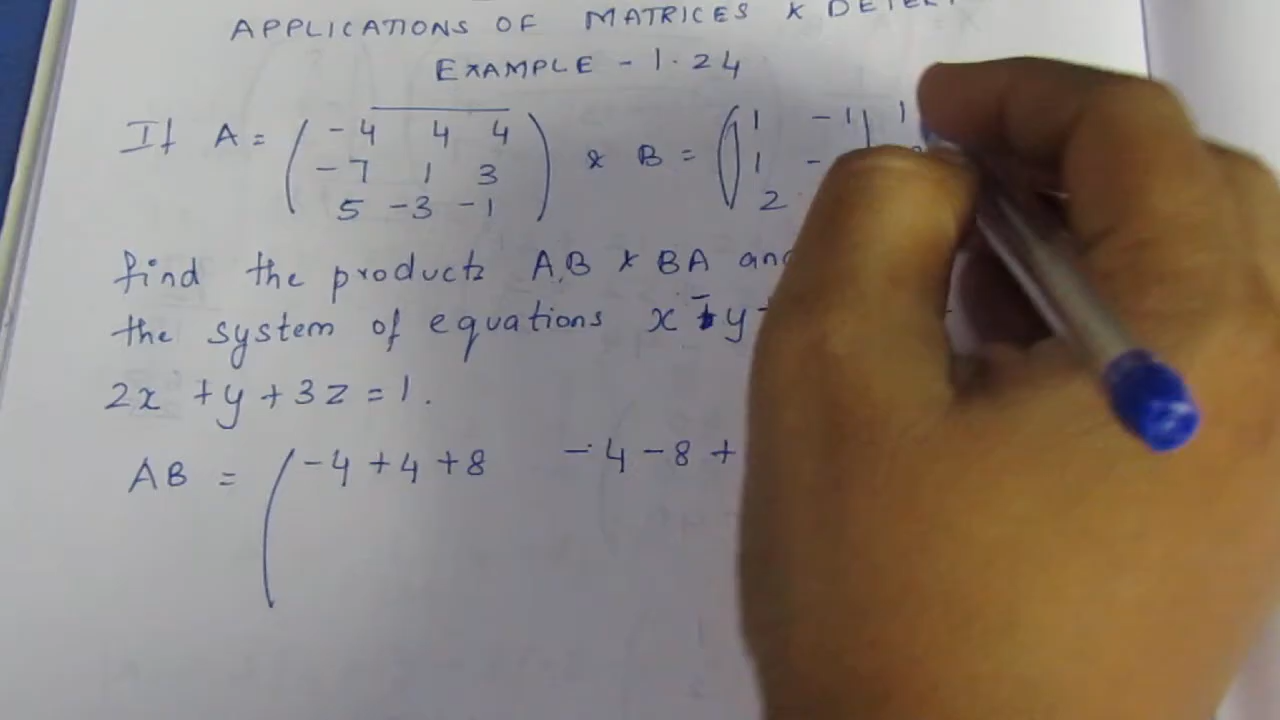 APPLICATIONS OF MATRICES &
EXAMPLE - 1.24
If A = ( -4 4 4 ) & B = ( 1 -1 1
-7 1 3 1 -
5 -3 -1 2
find the products AB & BA and
the system of equations x - y +
2x + y + 3z = 1.
AB = ( -4 + 4 + 8 -4 - 8 +